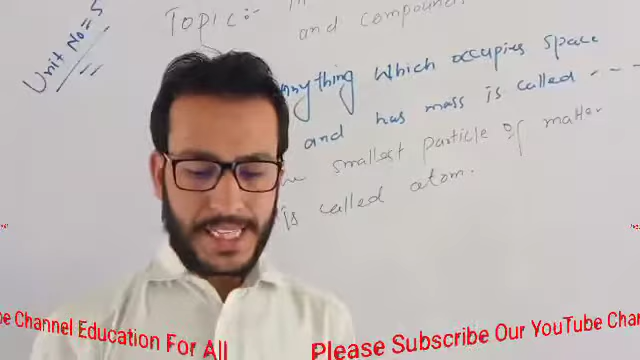 Unit No= 5
Topic:-
and compound.
Anything which occupies space
and has mass is called - - -
smallest particle of matter
is called atom.
Channel Education For All
Please Subscribe Our YouTube Chan